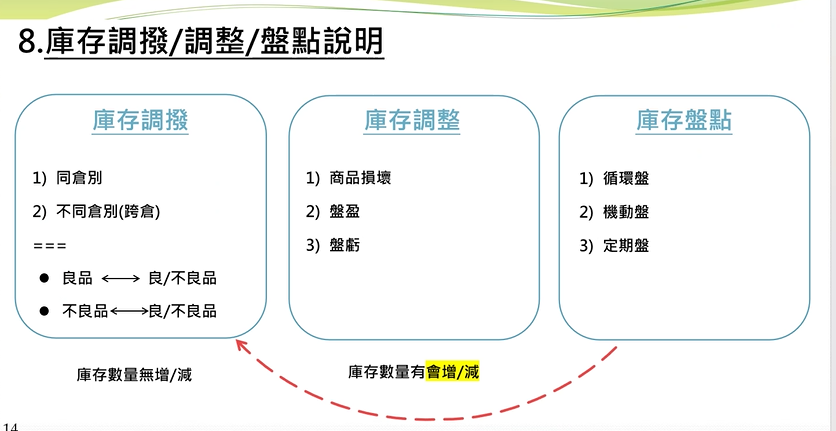 8.庫存調撥/調整/盤點說明
庫存調撥
1) 同倉別
2) 不同倉別(跨倉)
===
● 良品 ⟷ 良/不良品
● 不良品⟷良/不良品
庫存數量無增/減
庫存調整
1) 商品損壞
2) 盤盈
3) 盤虧
庫存數量有會增/減
庫存盤點
1) 循環盤
2) 機動盤
3) 定期盤
14